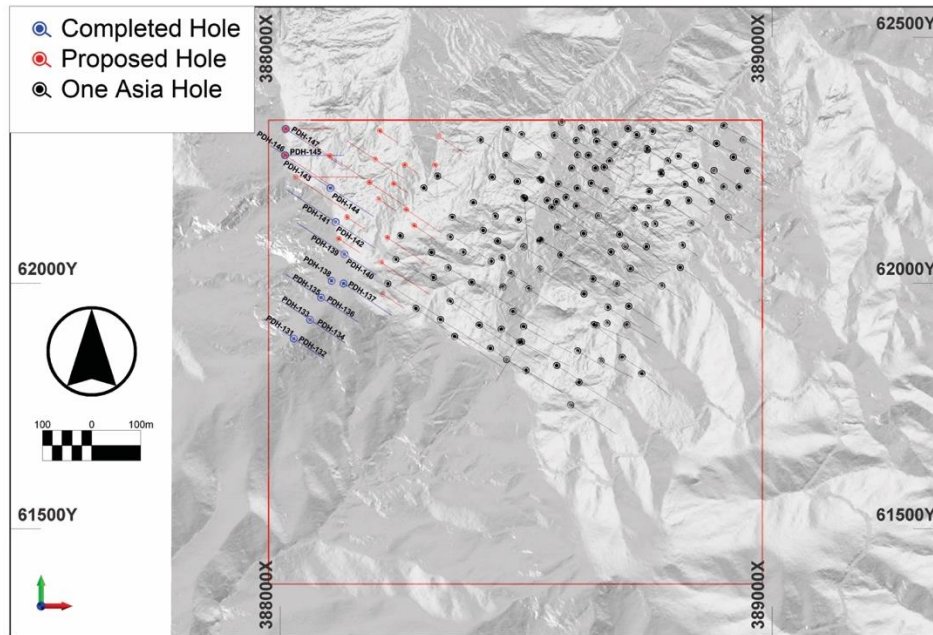 Completed Hole
Proposed Hole
One Asia Hole
388000X
389000X
62500Y
62500Y
PDH-147
PDH-146
PDH-145
PDH-143
PDH-144
PDH-141
PDH-142
PDH-139
PDH-140
62000Y
62000Y
PDH-138
PDH-137
PDH-135
PDH-136
PDH-133
PDH-134
PDH-131
PDH-132
100
0
100m
61500Y
61500Y
388000X
389000X